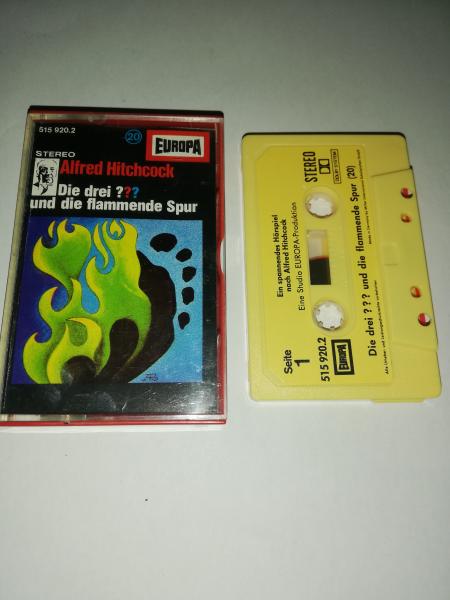 515 920.2
20
EUROPA
STEREO
Alfred Hitchcock
Die drei ???
und die flammende Spur
STEREO
DOLBY SYSTEM
Ein spannendes Hörspiel
nach Alfred Hitchcock
Eine Studio EUROPA-Produktion
Seite
1
515 920.2
EUROPA
Die drei ? ? ? und die flammende Spur (20)